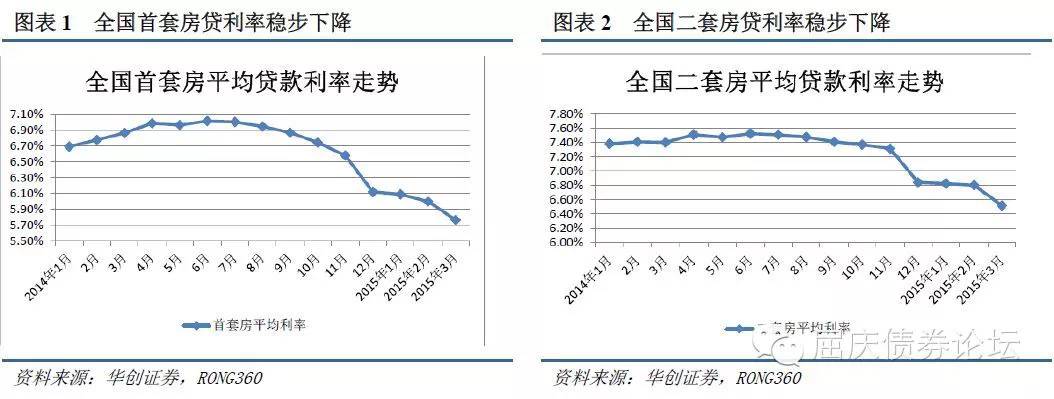 图表 1 全国首套房贷利率稳步下降
全国首套房平均贷款利率走势
7.10%
6.90%
6.70%
6.50%
6.30%
6.10%
5.90%
5.70%
5.50%
2014年1月 2月 3月 4月 5月 6月 7月 8月 9月 10月 11月 12月 2015年1月 2015年2月 2015年3月
首套房平均利率
资料来源：华创证券，RONG360
图表 2 全国二套房贷利率稳步下降
全国二套房平均贷款利率走势
7.80%
7.60%
7.40%
7.20%
7.00%
6.80%
6.60%
6.40%
6.20%
6.00%
2014年1月 2月 3月 4月 5月 6月 7月 8月 9月 10月 11月 12月 2015年1月 2015年2月 2015年3月
套房平均利率
屈庆债券论坛
资料来源：华创证券，RONG360